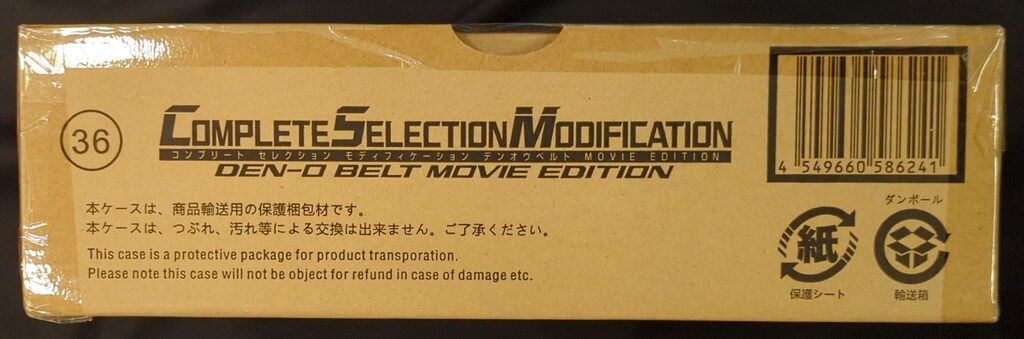 36
COMPLETE SELECTION MODIFICATION
コンプリート セレクション モディフィケーション デンオウベルト MOVIE EDITION
DEN-O BELT MOVIE EDITION
本ケースは、商品輸送用の保護梱包材です。
本ケースは、つぶれ、汚れ等による交換は出来ません。ご了承ください。
This case is a protective package for product transporation.
Please note this case will not be object for refund in case of damage etc.
4 549660 586241
ダンボール
紙
保護シート
輸送箱